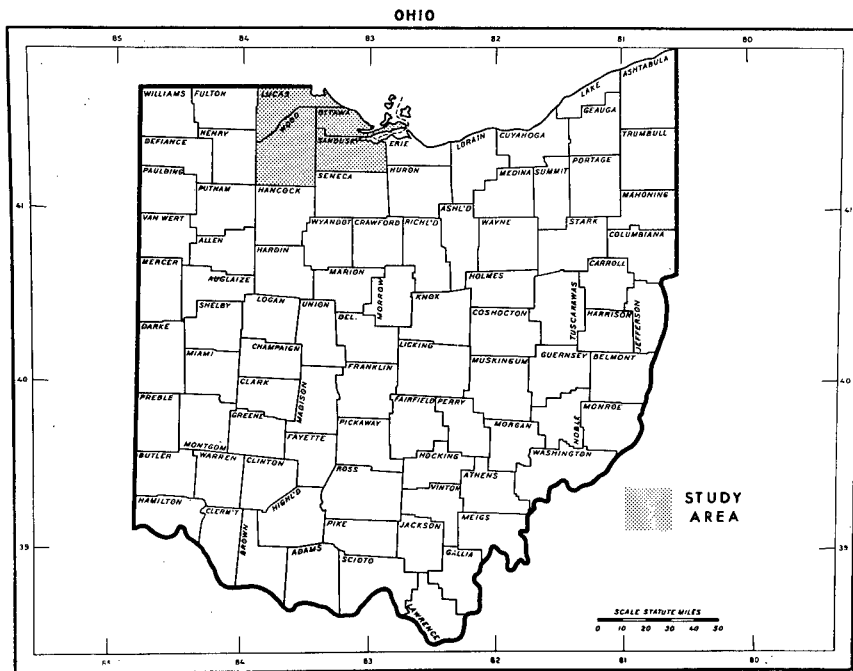 OHIO
85 84 83 82 81 80
WILLIAMS FULTON LUCAS LAKE ASHTABULA
OTTAWA GEAUGA
WOOD
HENRY SANDUSK ERIE LORAIN CUYAHOGA TRUMBULL
DEFIANCE
PAULDING SENECA HURON MEDINA SUMMIT PORTAGE
PUTNAM HANCOCK MAHONING
41 ASHL'D 41
VAN WERT WYANDOT CRAWFORD RICHL'D WAYNE STARK
ALLEN COLUMBIANA
HARDIN
MERCER MARION HOLMES CARROLL
AUGLAIZE
SHELBY LOGAN UNION MORROW KNOX TUSCARAWAS
DEL. COSHOCTON HARRISON JEFFERSON
DARKE
CHAMPAIGN LICKING
MIAMI FRANKLIN MUSKINGUM GUERNSEY BELMONT
40 CLARK 40
PREBLE MADISON FAIRFIELD PERRY MONROE
GREENE PICKAWAY NOBLE
MONTGOM FAYETTE MORGAN
BUTLER WARREN CLINTON HOCKING WASHINGTON
ROSS ATHENS
HAMILTON HIGHL'D VINTON
CLERM'T PIKE JACKSON MEIGS
STUDY
AREA
39 BROWN ADAMS SCIOTO GALLIA 39
LAWRENCE
SCALE STATUTE MILES
0 10 20 30 40 50
84 83 82 81 80